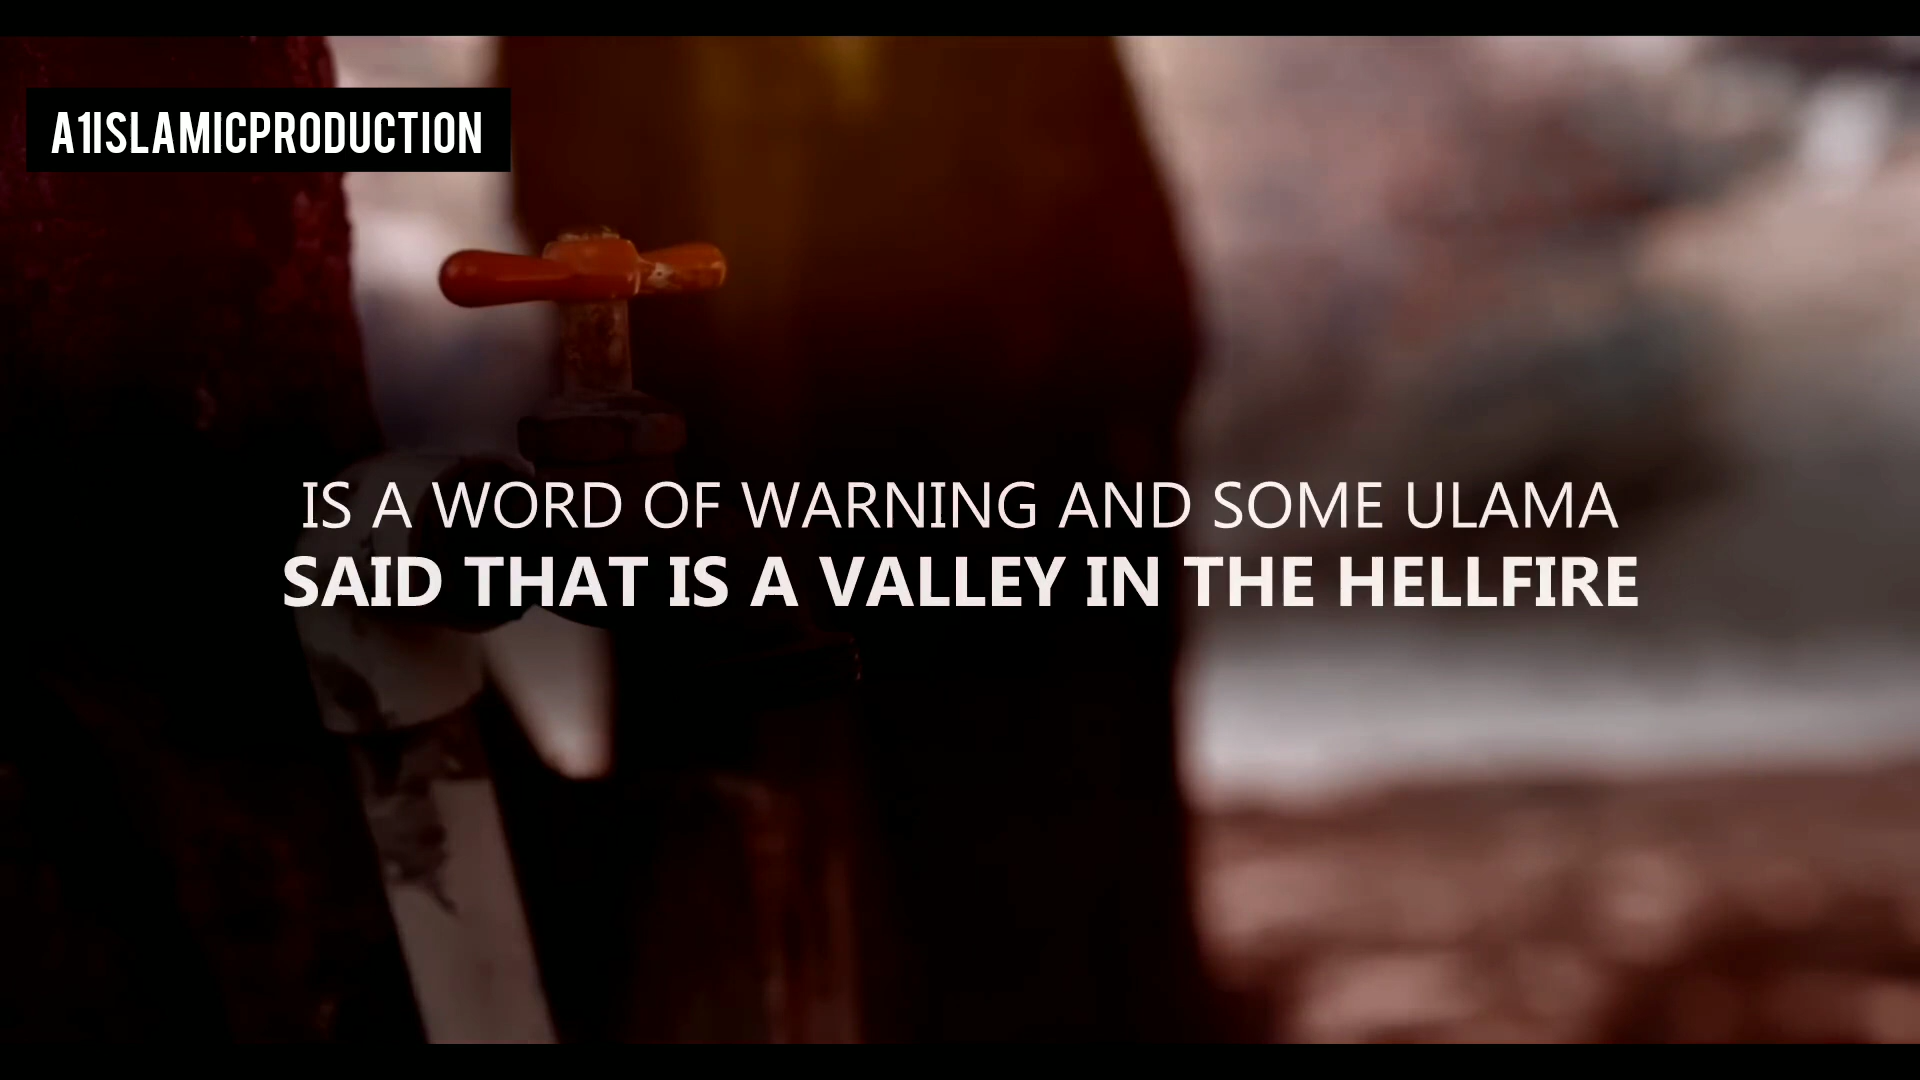 A1ISLAMICPRODUCTION
IS A WORD OF WARNING AND SOME ULAMA
SAID THAT IS A VALLEY IN THE HELLFIRE